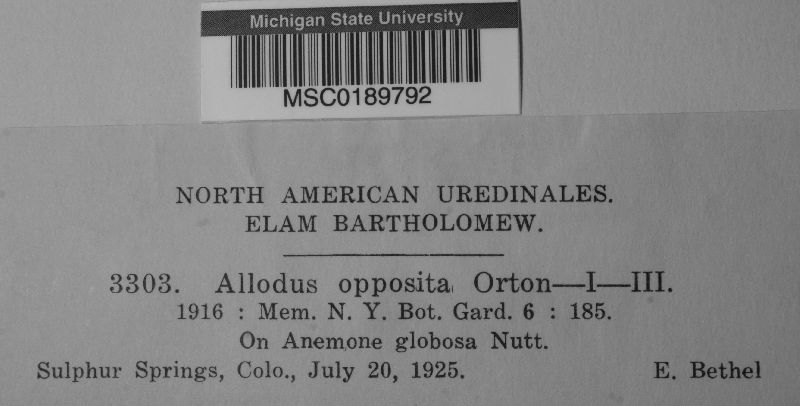 Michigan State University
MSC0189792
NORTH AMERICAN UREDINALES.
ELAM BARTHOLOMEW.
3303. Allodus opposita Orton—I—III.
1916 : Mem. N. Y. Bot. Gard. 6 : 185.
On Anemone globosa Nutt.
Sulphur Springs, Colo., July 20, 1925. E. Bethel